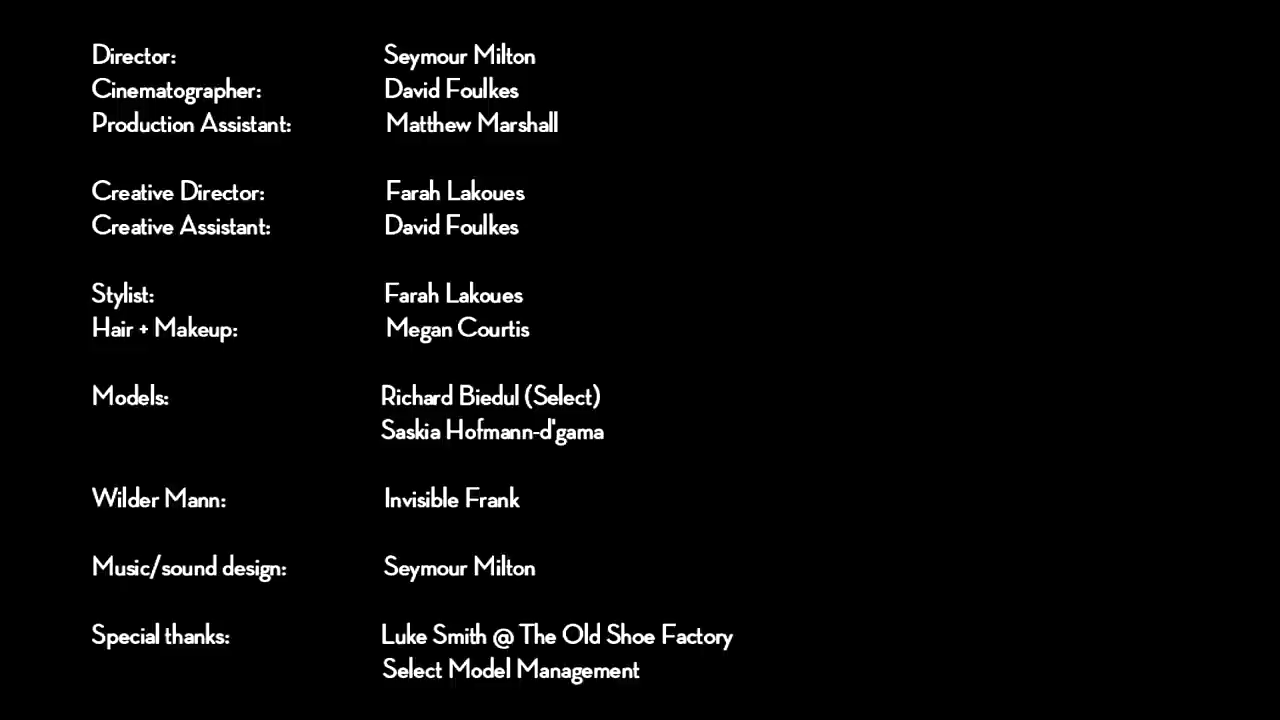 Director: Seymour Milton
Cinematographer: David Foulkes
Production Assistant: Matthew Marshall
Creative Director: Farah Lakoues
Creative Assistant: David Foulkes
Stylist: Farah Lakoues
Hair + Makeup: Megan Courtis
Models: Richard Biedul (Select)
Saskia Hofmann-d'gama
Wilder Mann: Invisible Frank
Music/sound design: Seymour Milton
Special thanks: Luke Smith @ The Old Shoe Factory
Select Model Management